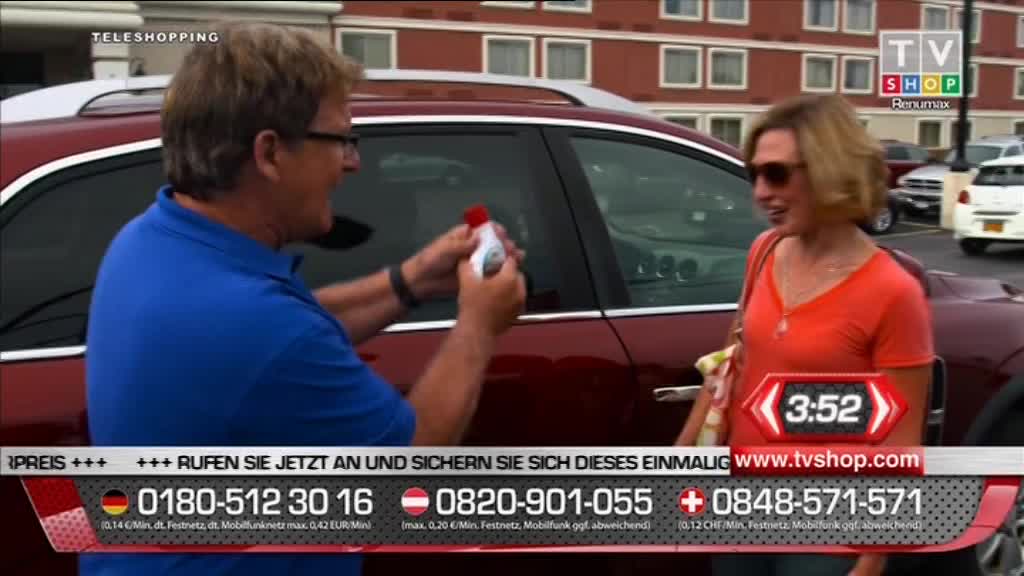 TELESHOPPING
TV
SHOP
Renumax
3:52
RPREIS +++ +++ RUFEN SIE JETZT AN UND SICHERN SIE SICH DIESES EINMALIG
www.tvshop.com
0180-512 30 16 0820-901-055 0848-571-571
(0,14 €/Min. dt. Festnetz, dt. Mobilfunknetz max. 0,42 EUR/Min) (max. 0,20 €/Min. Festnetz, Mobilfunk ggf. abweichend) (0,12 CHF/Min. Festnetz, Mobilfunk ggf. abweichend)